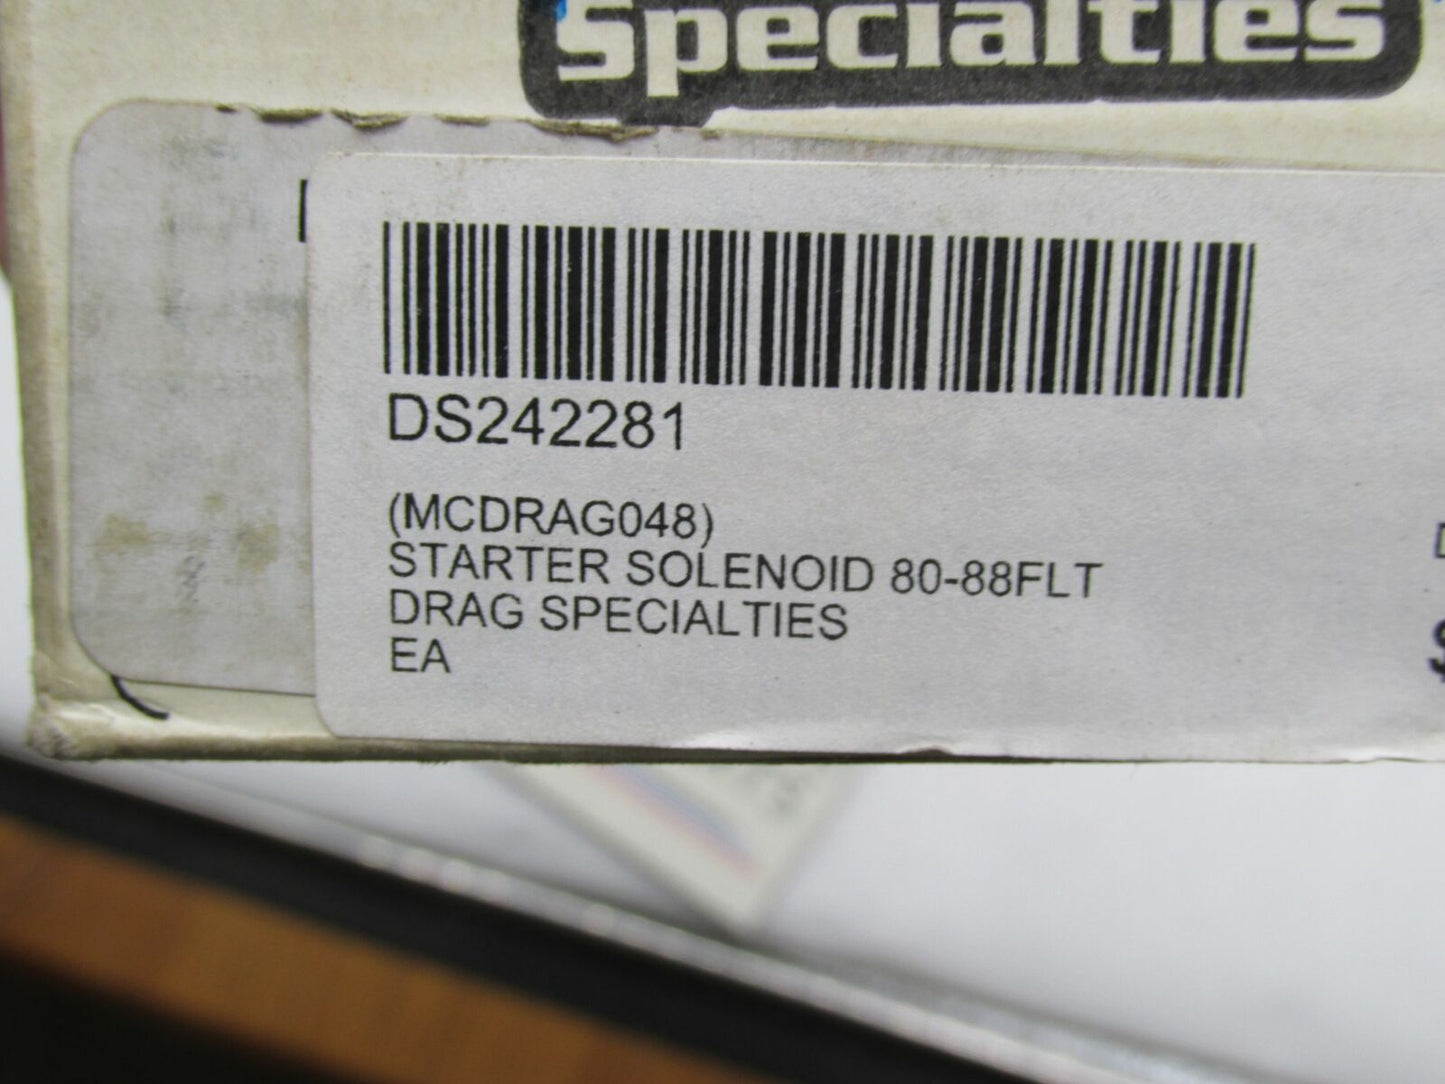 Specialties
DS242281
(MCDRAG048)
STARTER SOLENOID 80-88FLT
DRAG SPECIALTIES
EA